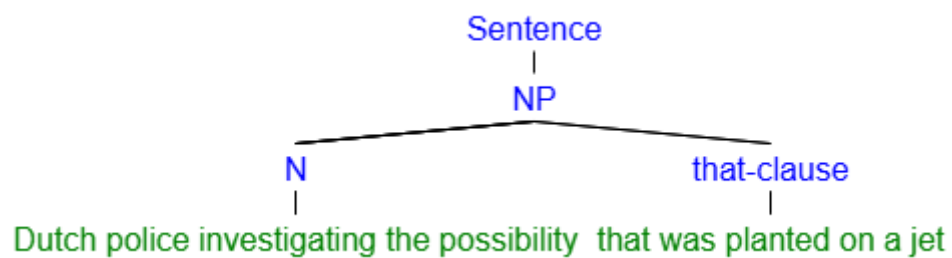 Sentence
NP
N that-clause
Dutch police investigating the possibility that was planted on a jet